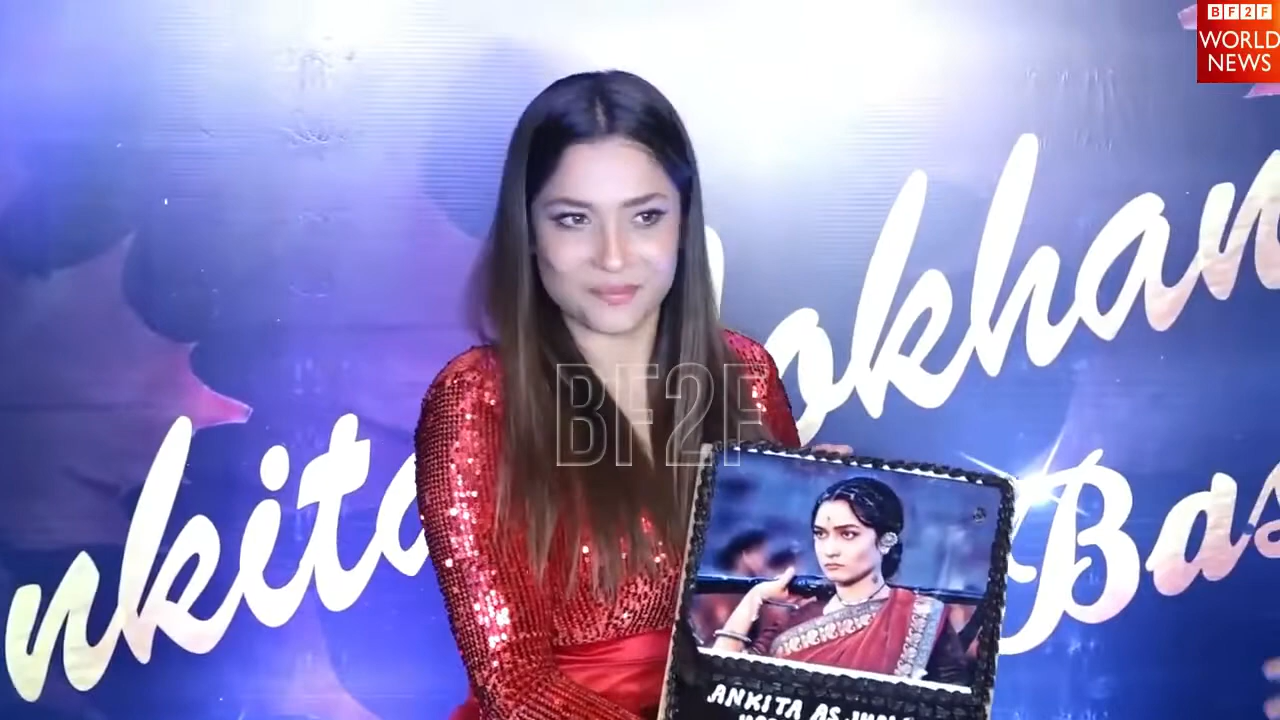 BF2F
WORLD
NEWS
nkita
okhan
Bas
BF2F
ANKITA AS